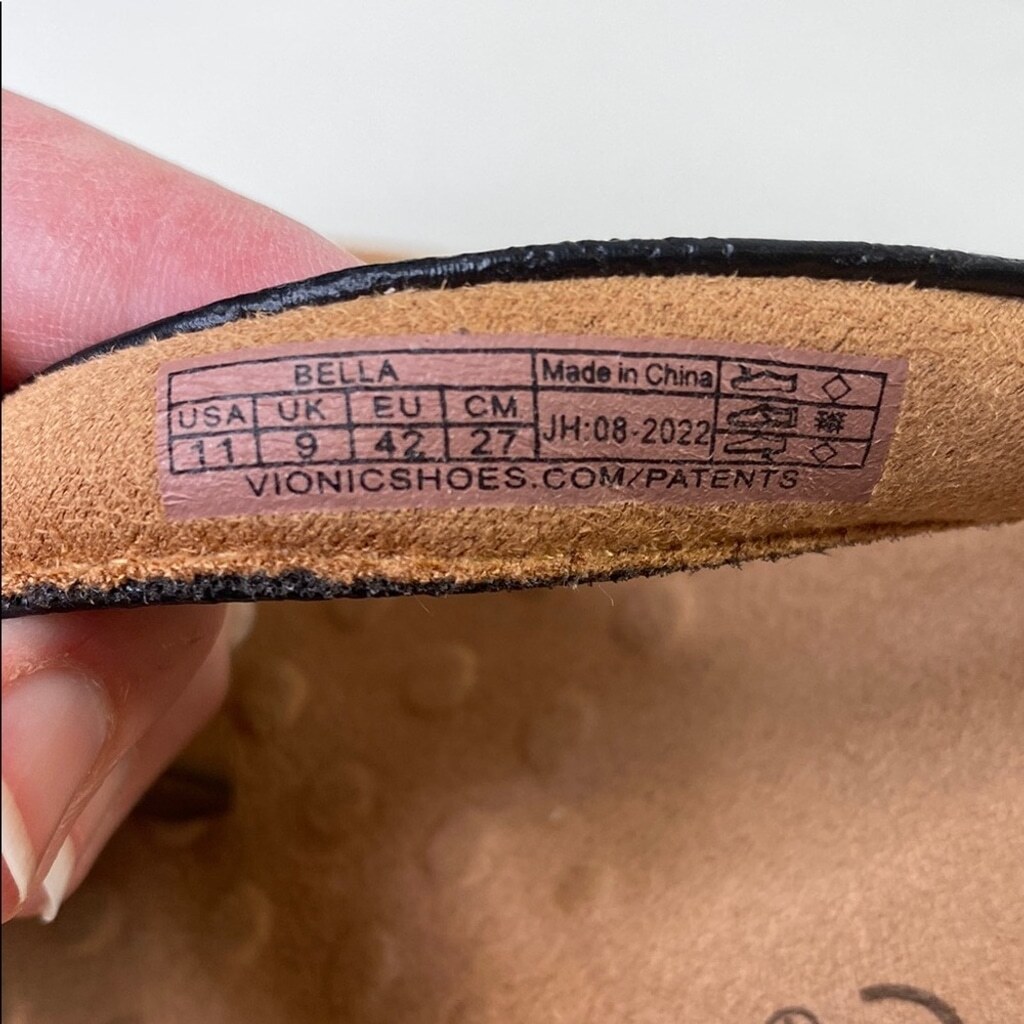 BELLA Made in China
USA UK EU CM
11 9 42 27 JH:08-2022
VIONICSHOES.COM/PATENTS